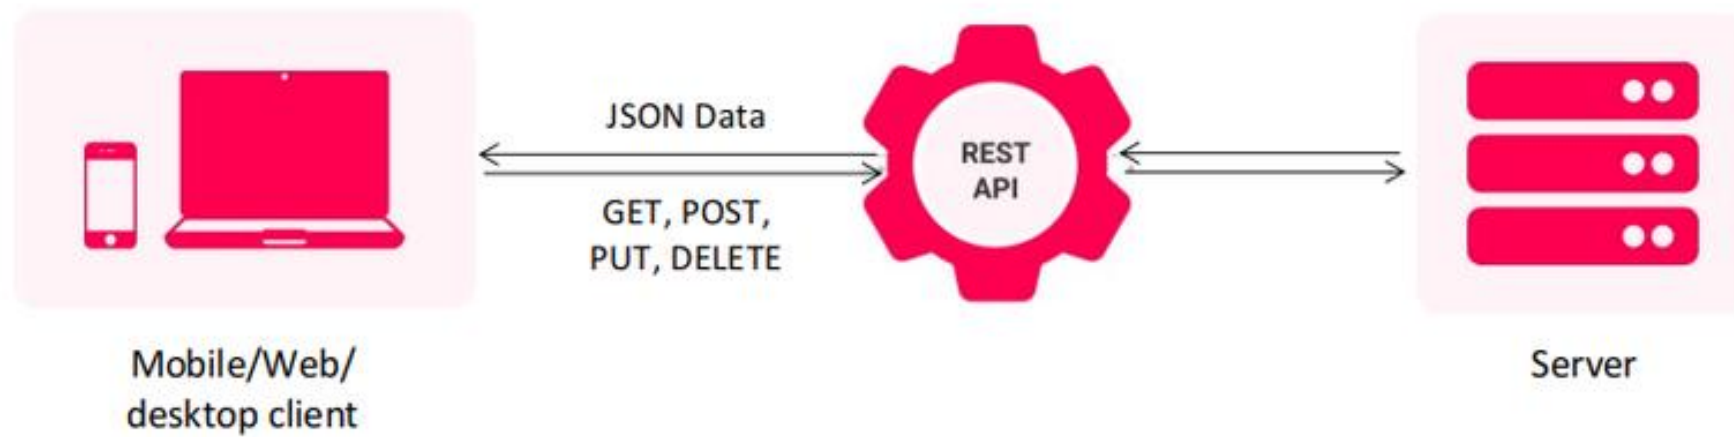 JSON Data
REST
API
GET, POST,
PUT, DELETE
Mobile/Web/
desktop client
Server